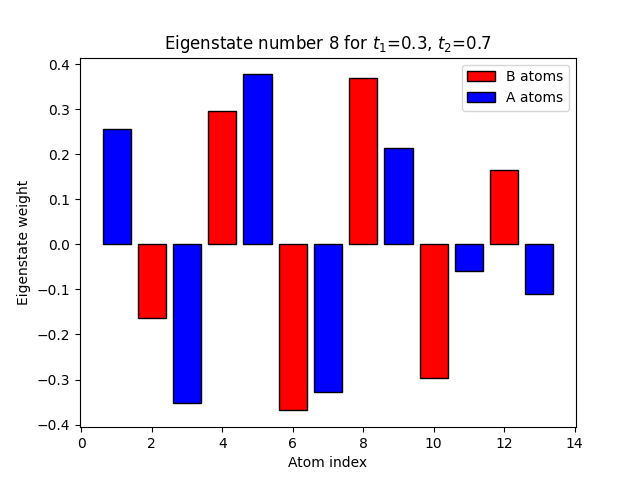 Eigenstate number 8 for t₁=0.3, t₂=0.7
B atoms
A atoms
Eigenstate weight
0.4
0.3
0.2
0.1
0.0
−0.1
−0.2
−0.3
−0.4
0 2 4 6 8 10 12 14
Atom index